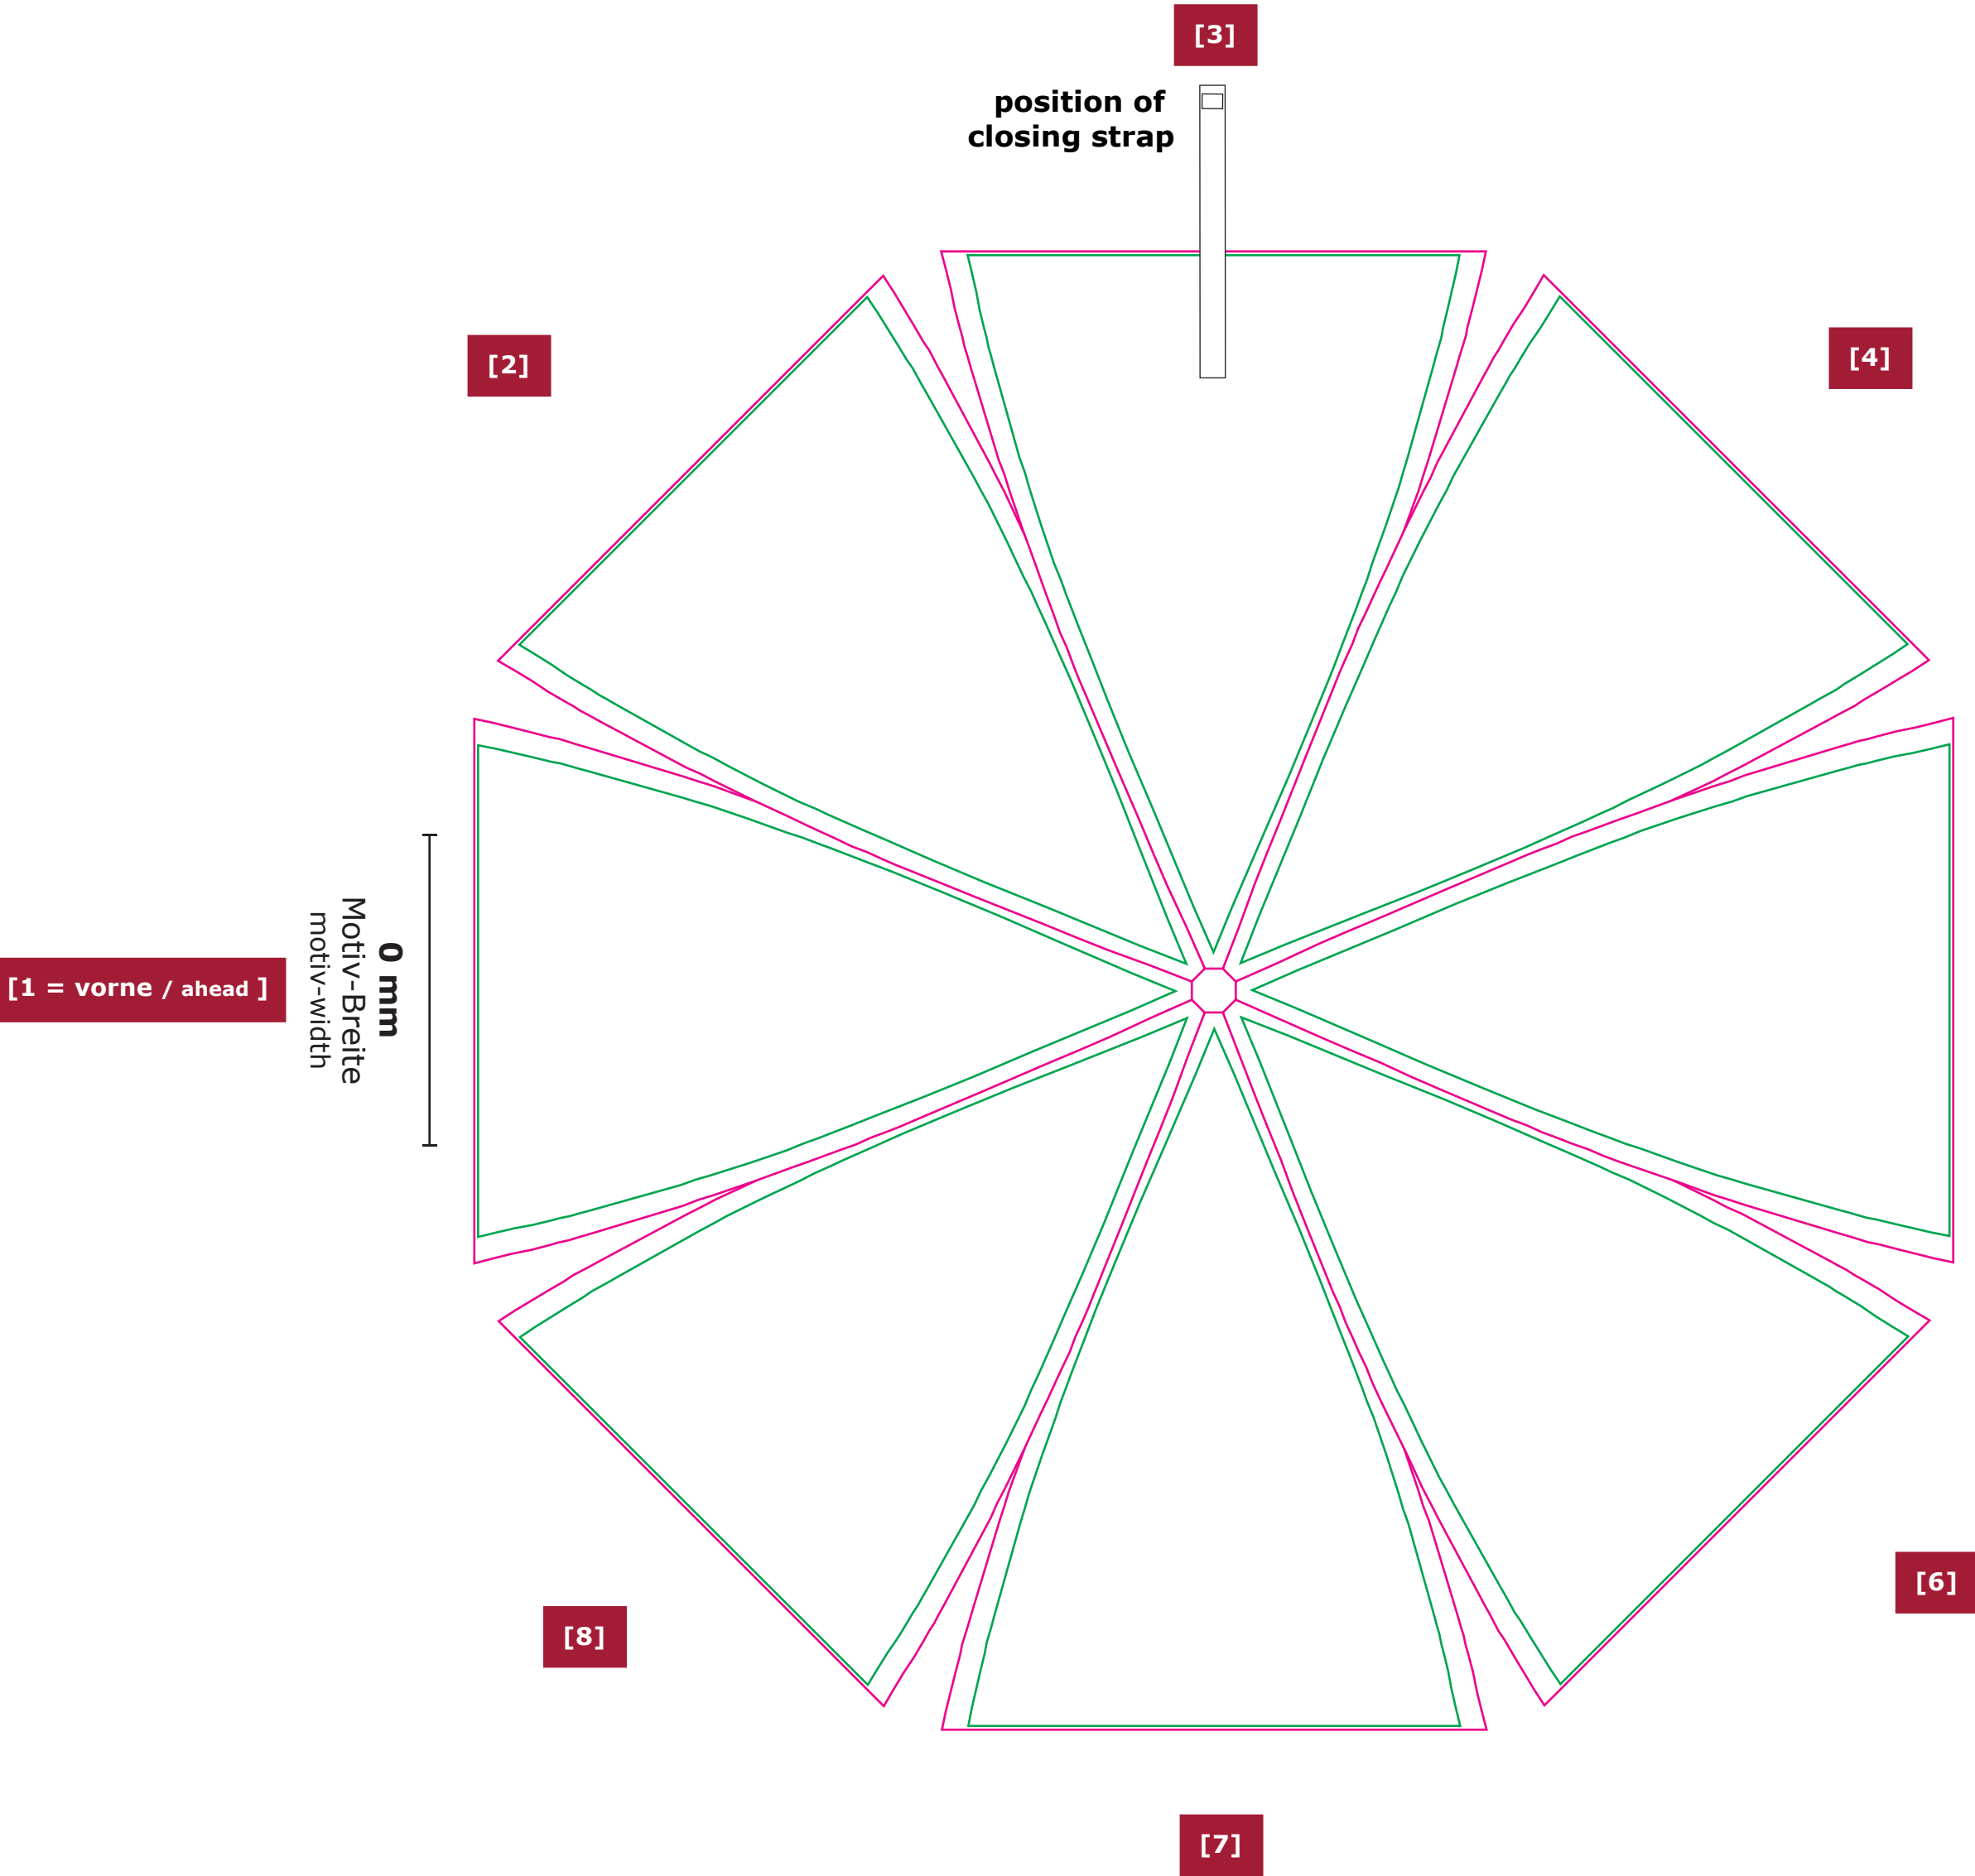 [3]
position of
closing strap
[2]
[4]
0 mm
Motiv-Breite
motiv-width
[1 = vorne / ahead ]
[6]
[8]
[7]